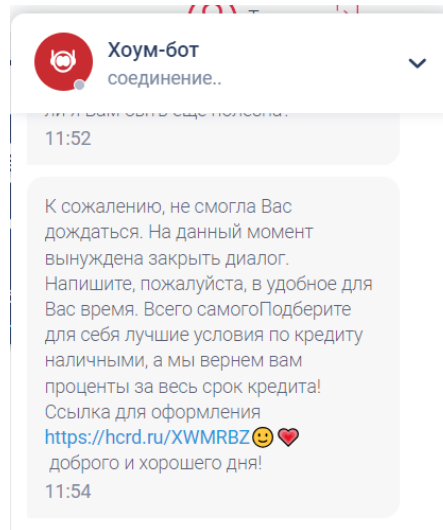 Хоум-бот
соединение..
11:52
К сожалению, не смогла Вас
дождаться. На данный момент
вынуждена закрыть диалог.
Напишите, пожалуйста, в удобное для
Вас время. Всего самогоПодберите
для себя лучшие условия по кредиту
наличными, а мы вернем вам
проценты за весь срок кредита!
Ссылка для оформления
https://hcrd.ru/XWMRBZ🙂💗
доброго и хорошего дня!
11:54